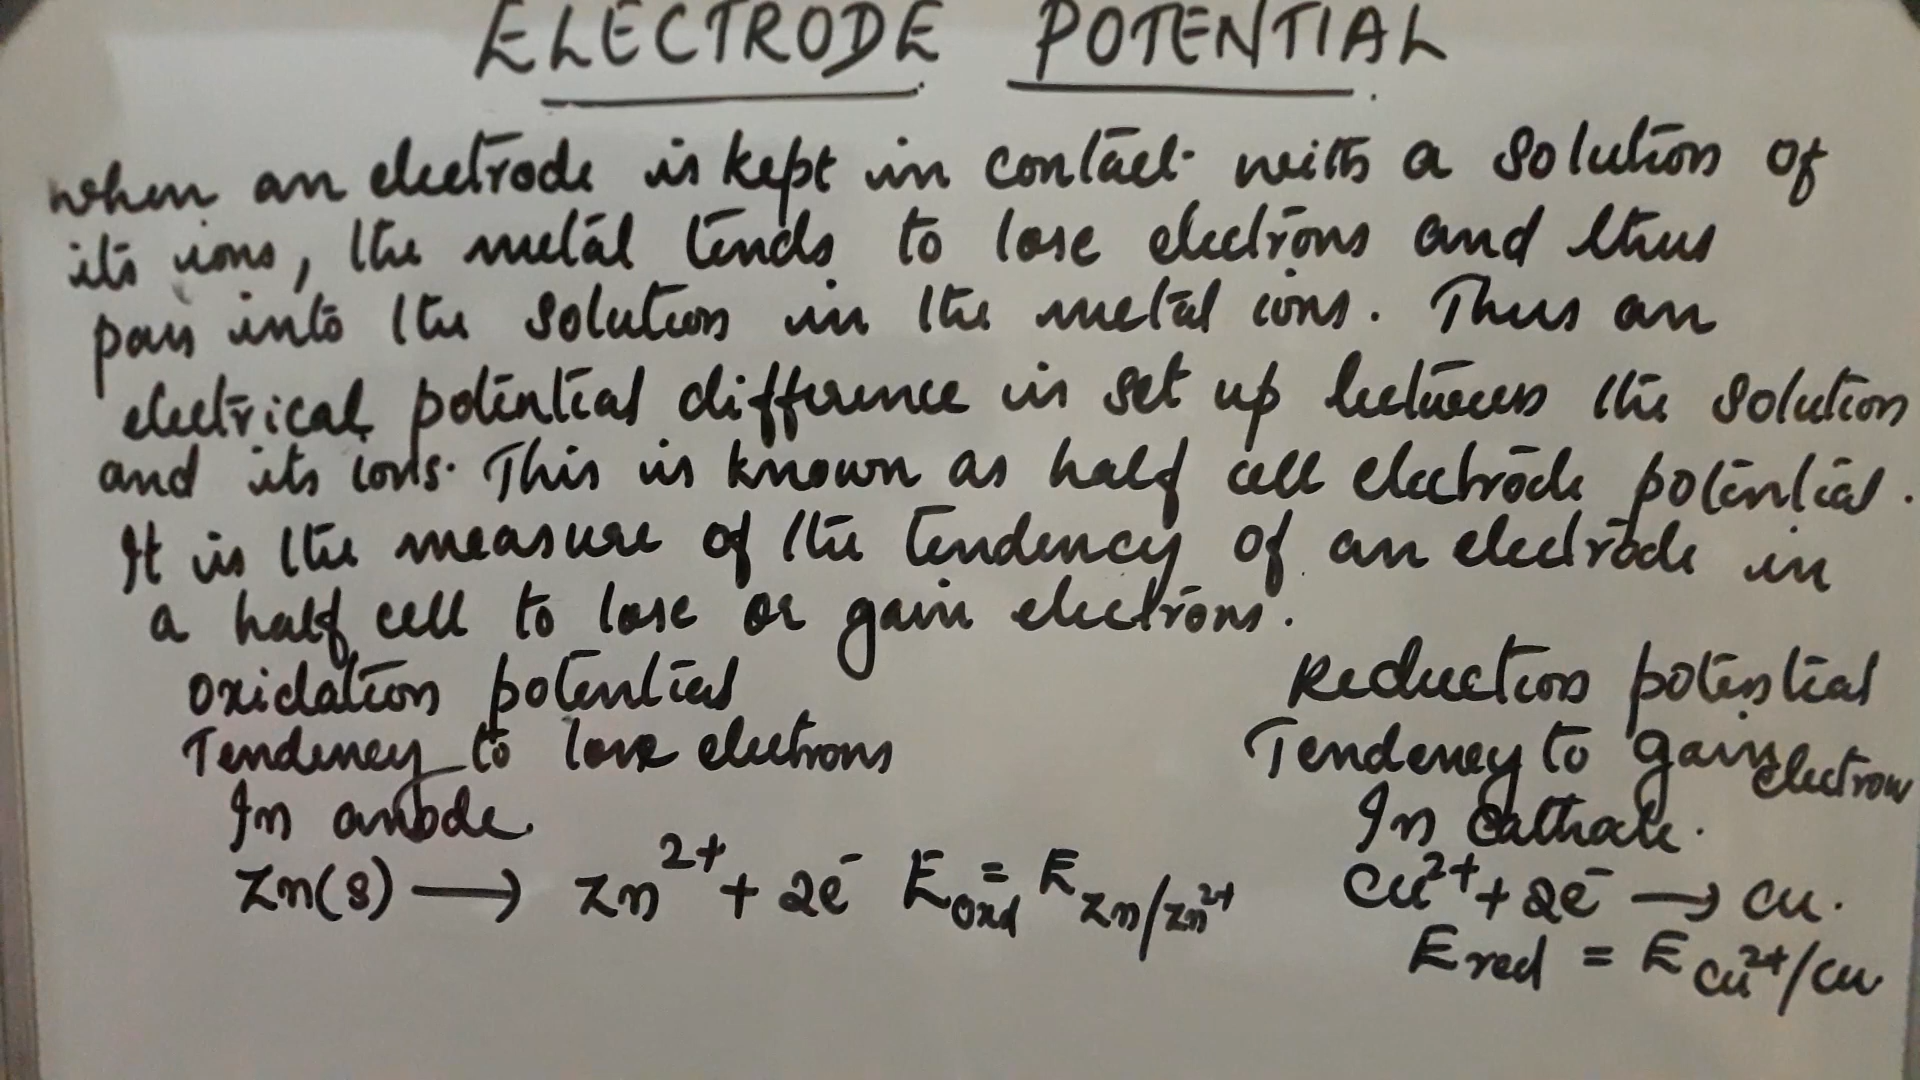 ELECTRODE POTENTIAL
When an electrode is kept in contact with a solution of
its ions, the metal tends to lose electrons and thus
pass into the solution in the metal ions. Thus an
electrical potential difference is set up between the solution
and its ions. This is known as half cell electrode potential.
It is the measure of the tendency of an electrode in
a half cell to lose or gain electrons.
Oxidation potential
Tendency to lose electrons
In anode.
Zn(s) → Zn²⁺ + 2e⁻ E_oxd = E_Zn/Zn²⁺
Reduction potential
Tendency to gain electron
In Cathode.
Cu²⁺ + 2e⁻ → Cu.
E_red = E_Cu²⁺/Cu